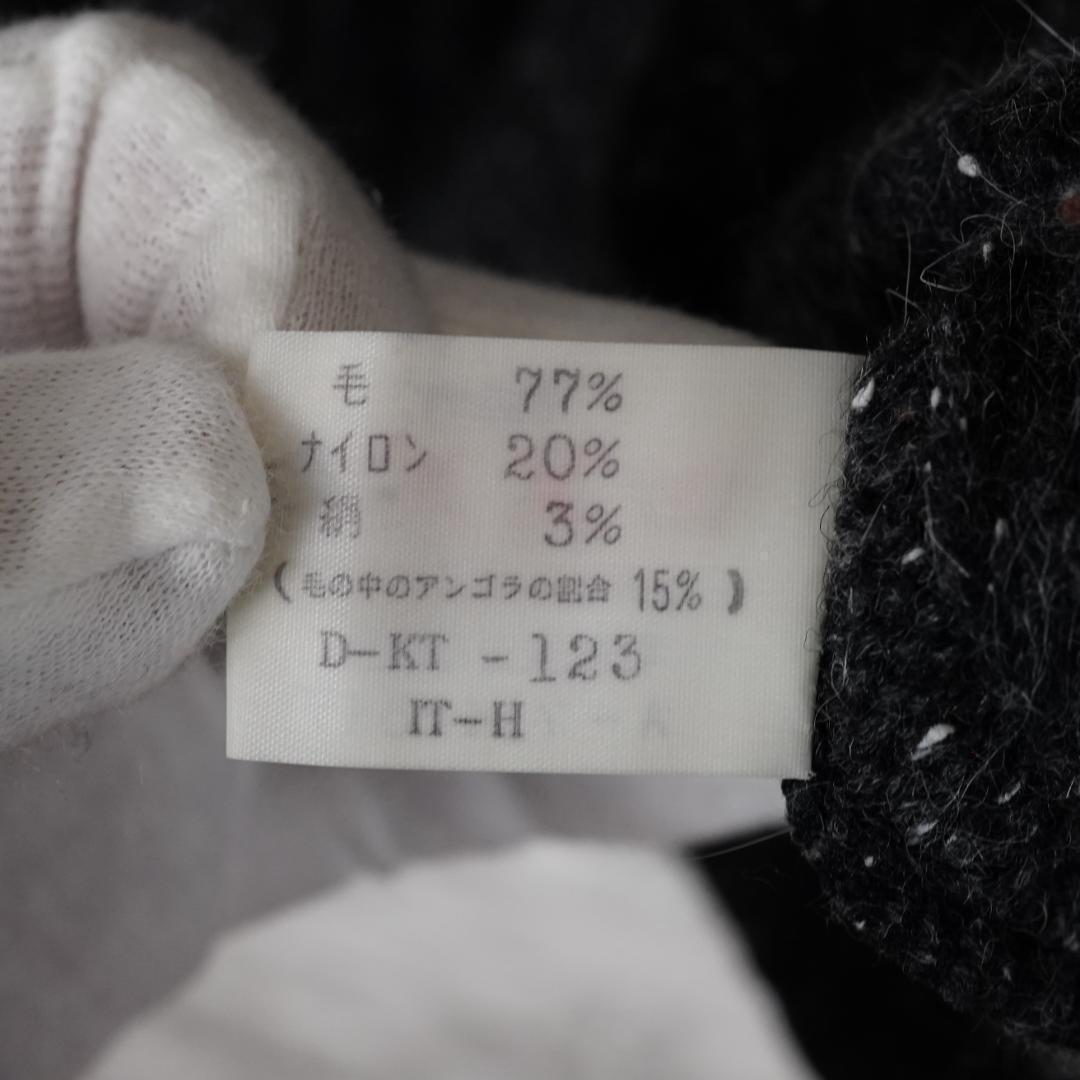 毛 77%
ナイロン 20%
絹 3%
(毛の中のアンゴラの割合 15%)
D-KT -123
IT-H